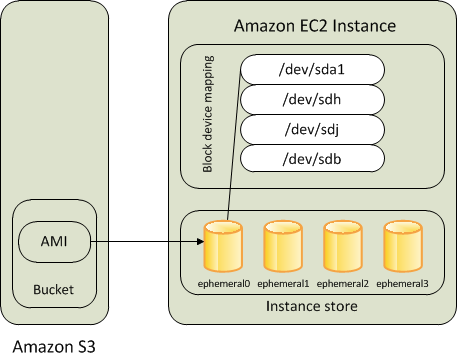 Amazon EC2 Instance
Block device mapping
/dev/sda1
/dev/sdh
/dev/sdj
/dev/sdb
AMI
Bucket
ephemeral0 ephemeral1 ephemeral2 ephemeral3
Instance store
Amazon S3